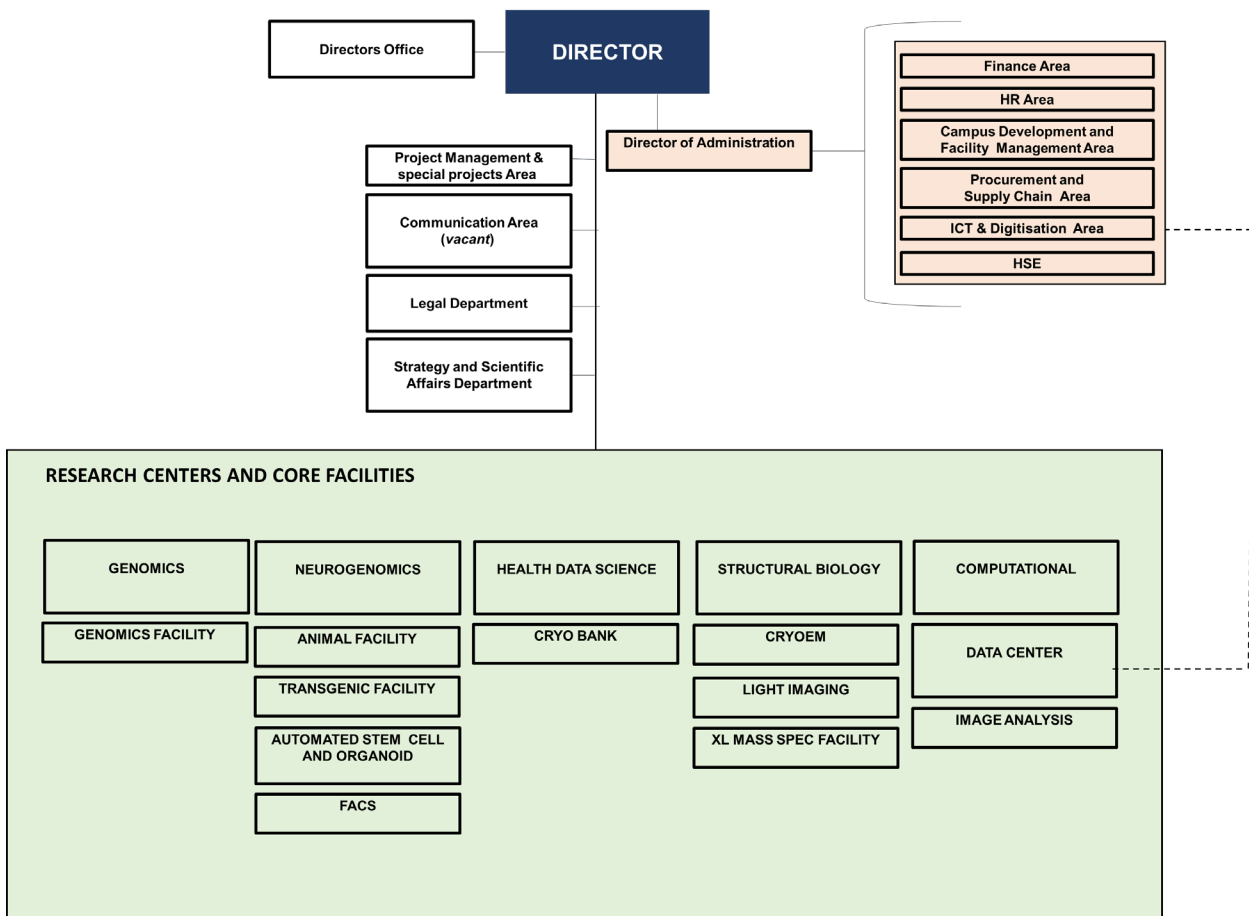 Directors Office
DIRECTOR
Finance Area
HR Area
Campus Development and
Facility Management Area
Procurement and
Supply Chain Area
ICT & Digitisation Area
HSE
Director of Administration
Project Management &
special projects Area
Communication Area
(vacant)
Legal Department
Strategy and Scientific
Affairs Department
RESEARCH CENTERS AND CORE FACILITIES
GENOMICS
GENOMICS FACILITY
NEUROGENOMICS
ANIMAL FACILITY
TRANSGENIC FACILITY
AUTOMATED STEM CELL
AND ORGANOID
FACS
HEALTH DATA SCIENCE
CRYO BANK
STRUCTURAL BIOLOGY
CRYOEM
LIGHT IMAGING
XL MASS SPEC FACILITY
COMPUTATIONAL
DATA CENTER
IMAGE ANALYSIS